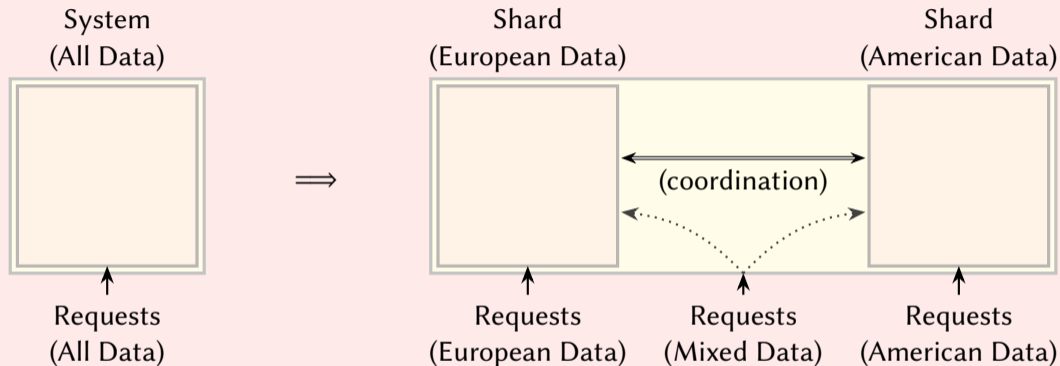 System
(All Data)
Shard
(European Data)
Shard
(American Data)
⟹
(coordination)
Requests
(All Data)
Requests
(European Data)
Requests
(Mixed Data)
Requests
(American Data)